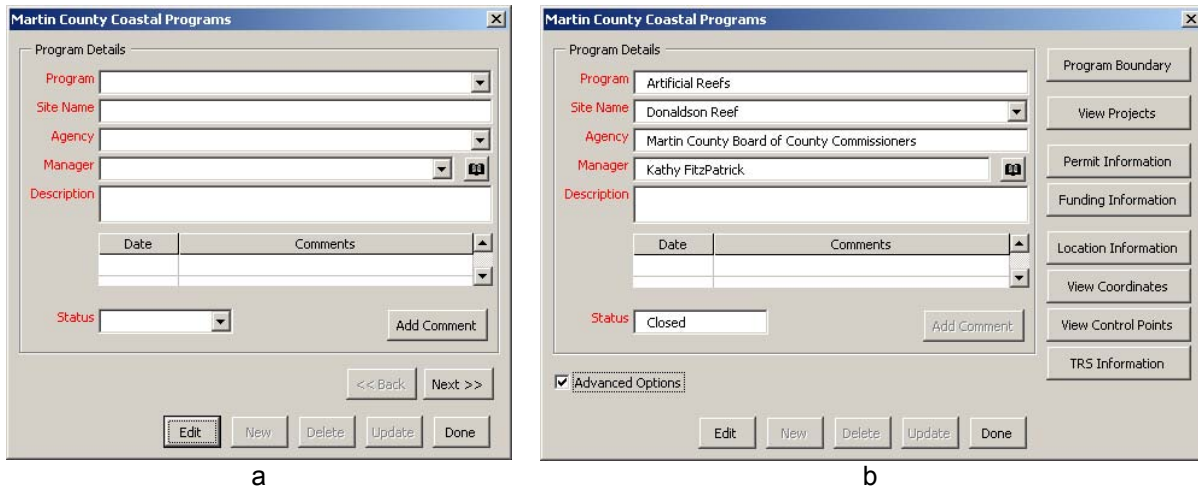 Martin County Coastal Programs
Program Details
Program
Site Name
Agency
Manager
Description
Date Comments
Status
Add Comment
<< Back Next >>
Edit New Delete Update Done
a
Martin County Coastal Programs
Program Details
Program Artificial Reefs
Site Name Donaldson Reef
Agency Martin County Board of County Commissioners
Manager Kathy FitzPatrick
Description
Date Comments
Status Closed
Add Comment
Advanced Options
Edit New Delete Update Done
Program Boundary
View Projects
Permit Information
Funding Information
Location Information
View Coordinates
View Control Points
TRS Information
b